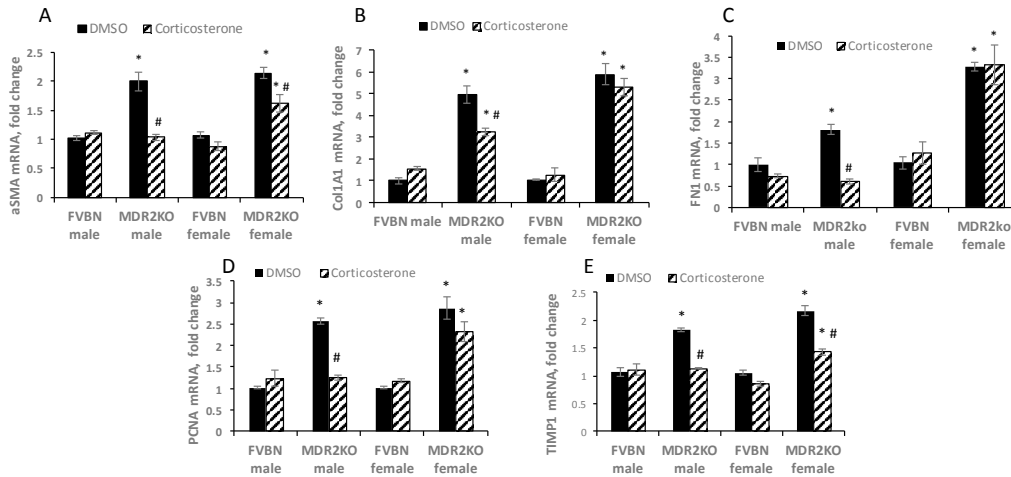 A
DMSO
Corticosterone
aSMA mRNA, fold change
2.5
2
1.5
1
0.5
0
*
#
*
* #
FVBN male
MDR2KO male
FVBN female
MDR2KO female
B
DMSO
Corticosterone
Col1A1 mRNA, fold change
7
6
5
4
3
2
1
0
*
* #
*
*
FVBN male
MDR2KO male
FVBN female
MDR2KO female
C
DMSO
Corticosterone
FN1 mRNA, fold change
4
3.5
3
2.5
2
1.5
1
0.5
0
*
#
*
*
FVBN male
MDR2ko male
FVBN female
MDR2ko female
D
DMSO
Corticosterone
PCNA mRNA, fold change
3.5
3
2.5
2
1.5
1
0.5
0
*
#
*
*
FVBN male
MDR2KO male
FVBN female
MDR2KO female
E
DMSO
Corticosterone
TIMP1 mRNA, fold change
2.5
2
1.5
1
0.5
0
*
#
*
* #
FVBN male
MDR2KO male
FVBN female
MDR2KO female